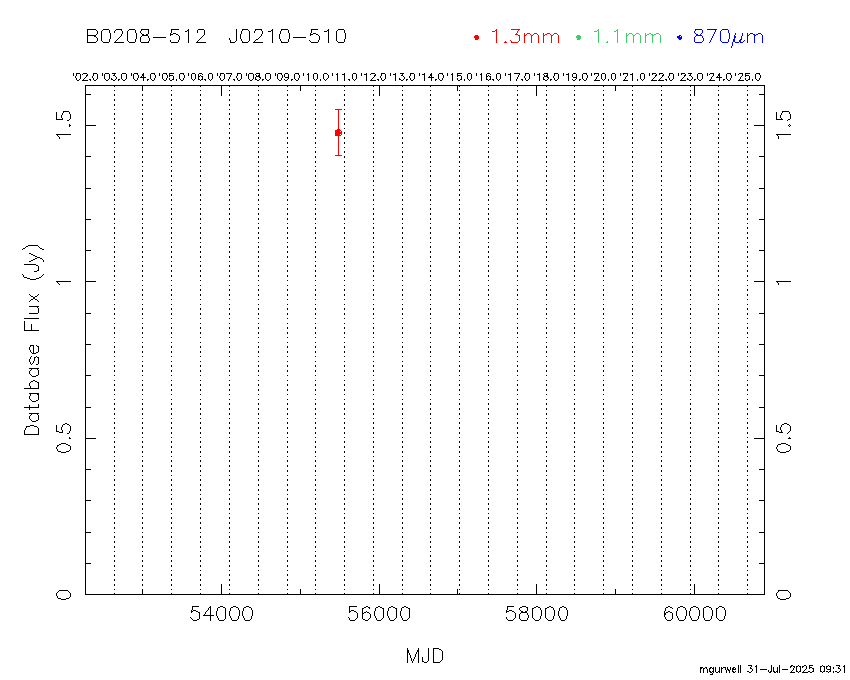 B0208-512 J0210-510 1.3mm 1.1mm 870μm
'02.0 '03.0 '04.0 '05.0 '06.0 '07.0 '08.0 '09.0 '10.0 '11.0 '12.0 '13.0 '14.0 '15.0 '16.0 '17.0 '18.0 '19.0 '20.0 '21.0 '22.0 '23.0 '24.0 '25.0
1.5 1.5
1 1
Database Flux (Jy)
0.5 0.5
0 0
54000 56000 58000 60000
MJD
mgurwell 31-Jul-2025 09:31